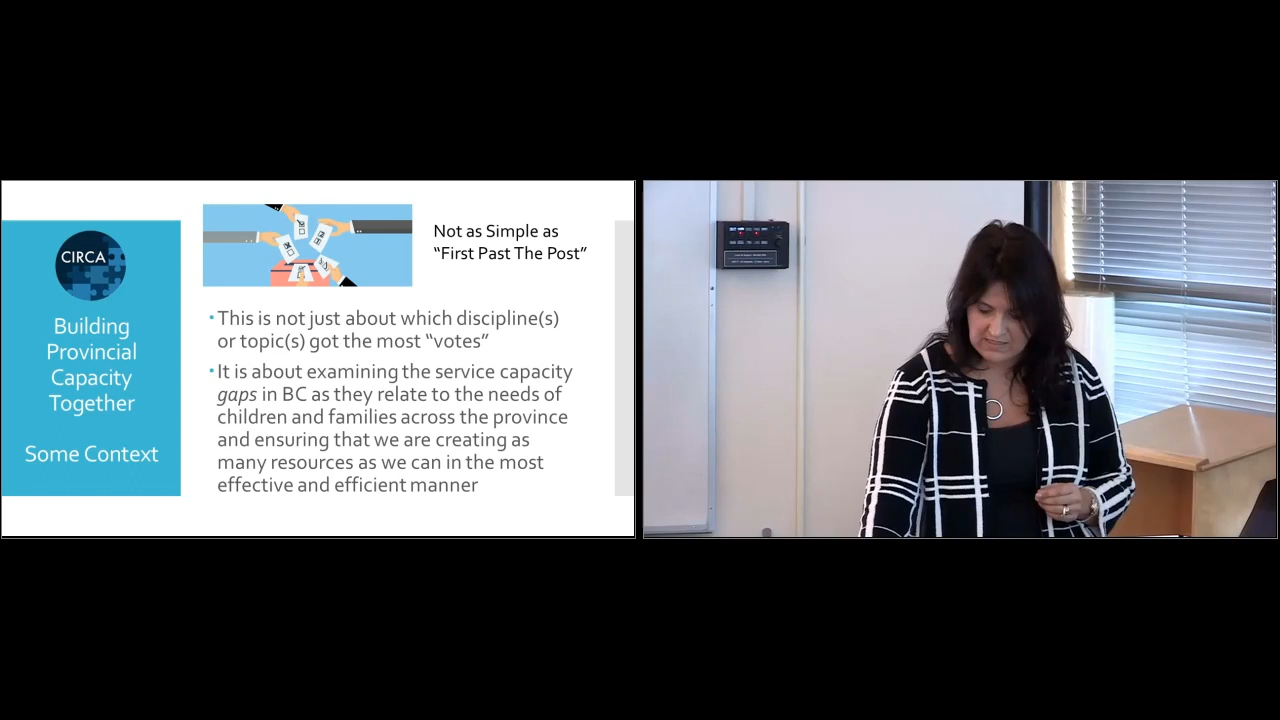 CIRCA
Building
Provincial
Capacity
Together
Some Context
Not as Simple as
“First Past The Post”
•This is not just about which discipline(s)
or topic(s) got the most “votes”
•It is about examining the service capacity
gaps in BC as they relate to the needs of
children and families across the province
and ensuring that we are creating as
many resources as we can in the most
effective and efficient manner